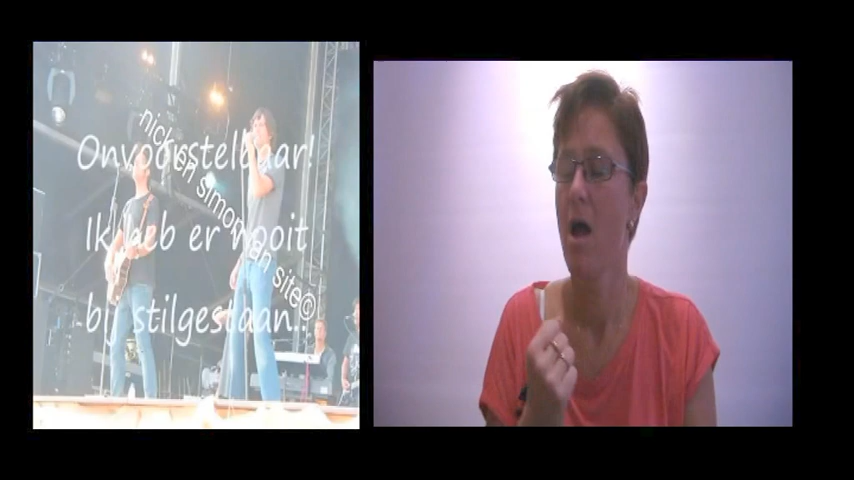 Onvoorstelbaar!
Ik heb er nooit
bij stilgestaan..
nick en simon fan site©